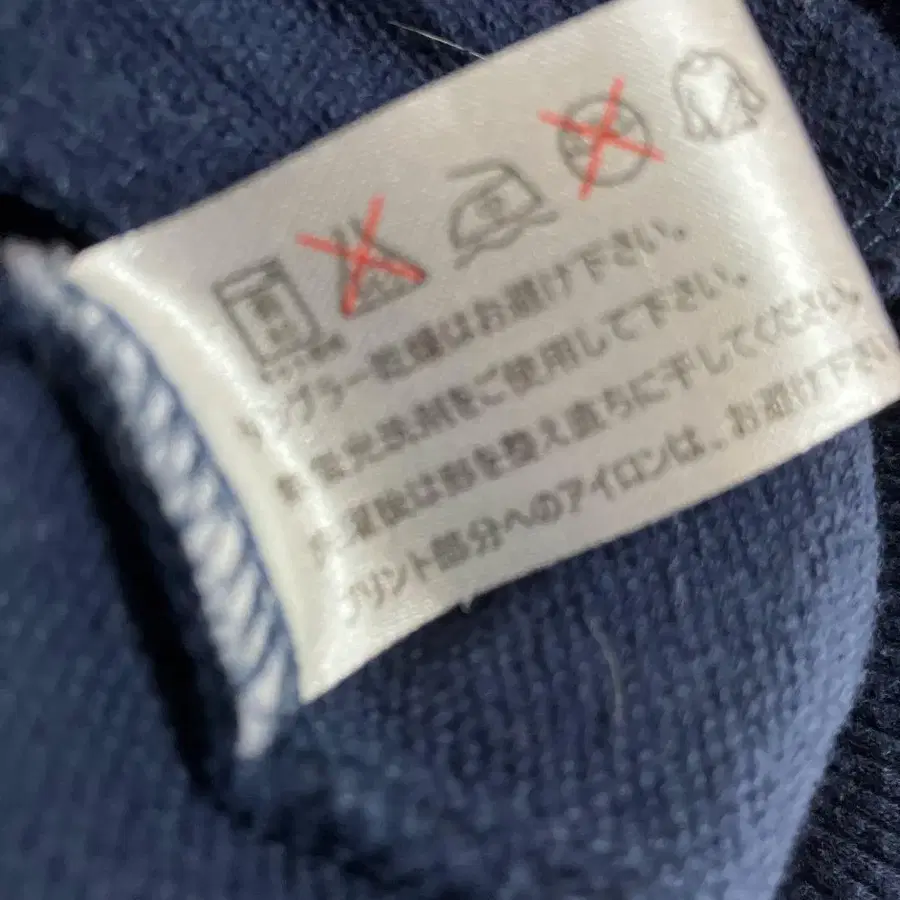 タンブラー乾燥はお避け下さい。
無蛍光洗剤をご使用して下さい。
洗濯後は形を整え直ちに干してください。
プリント部分へのアイロンは、お避け下さい